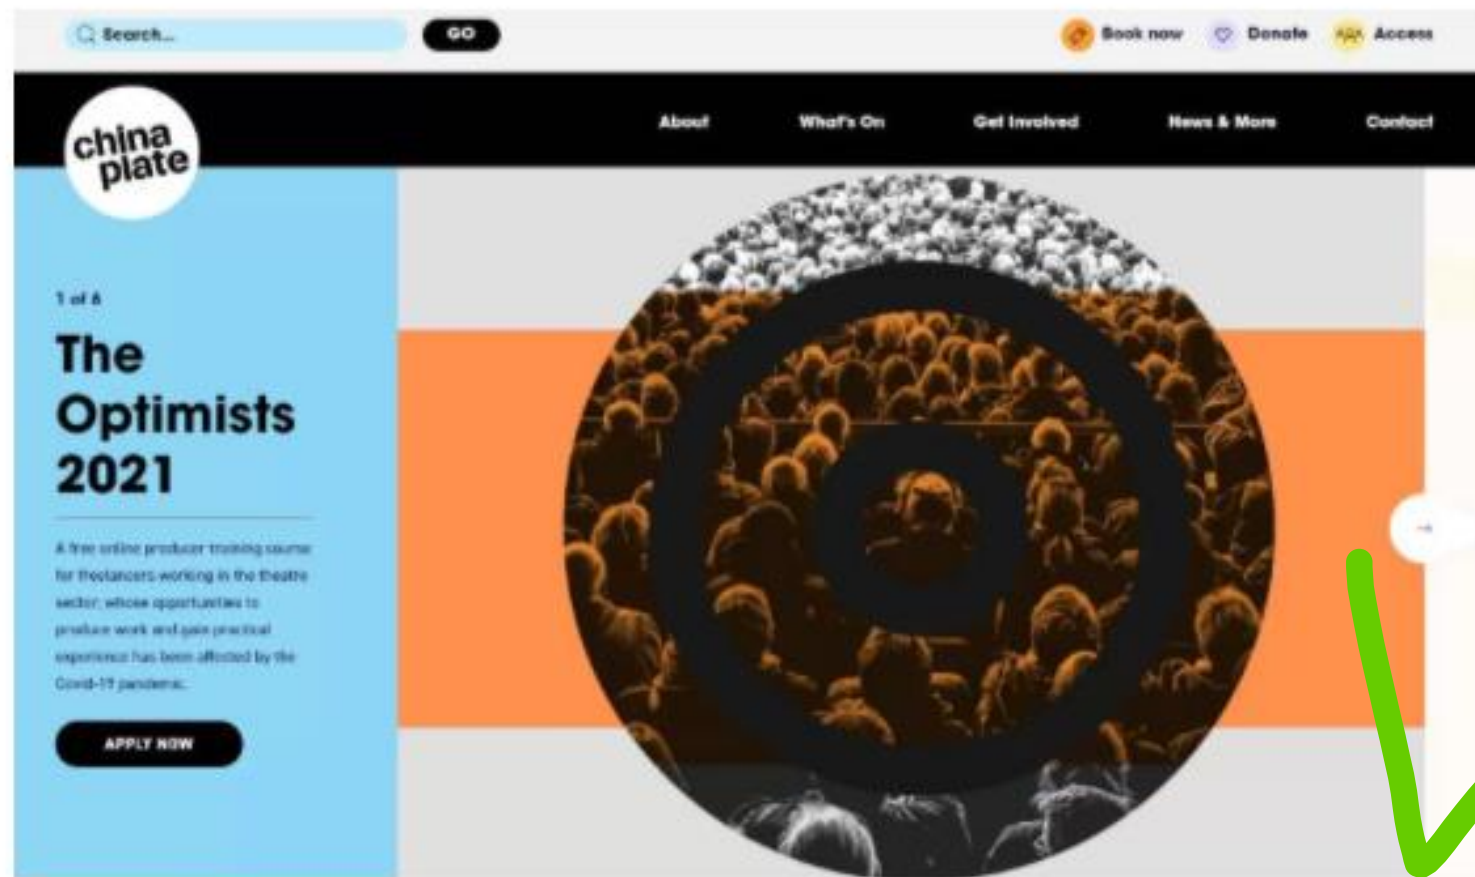 Search...
GO
Book now
Donate
Access
china
plate
About
What's On
Get Involved
News & More
Contact
1 of 6
The
Optimists
2021
A free online producer training course
for freelancers working in the theatre
sector, whose opportunities to
produce work and gain practical
experience has been affected by the
Covid-19 pandemic.
APPLY NOW